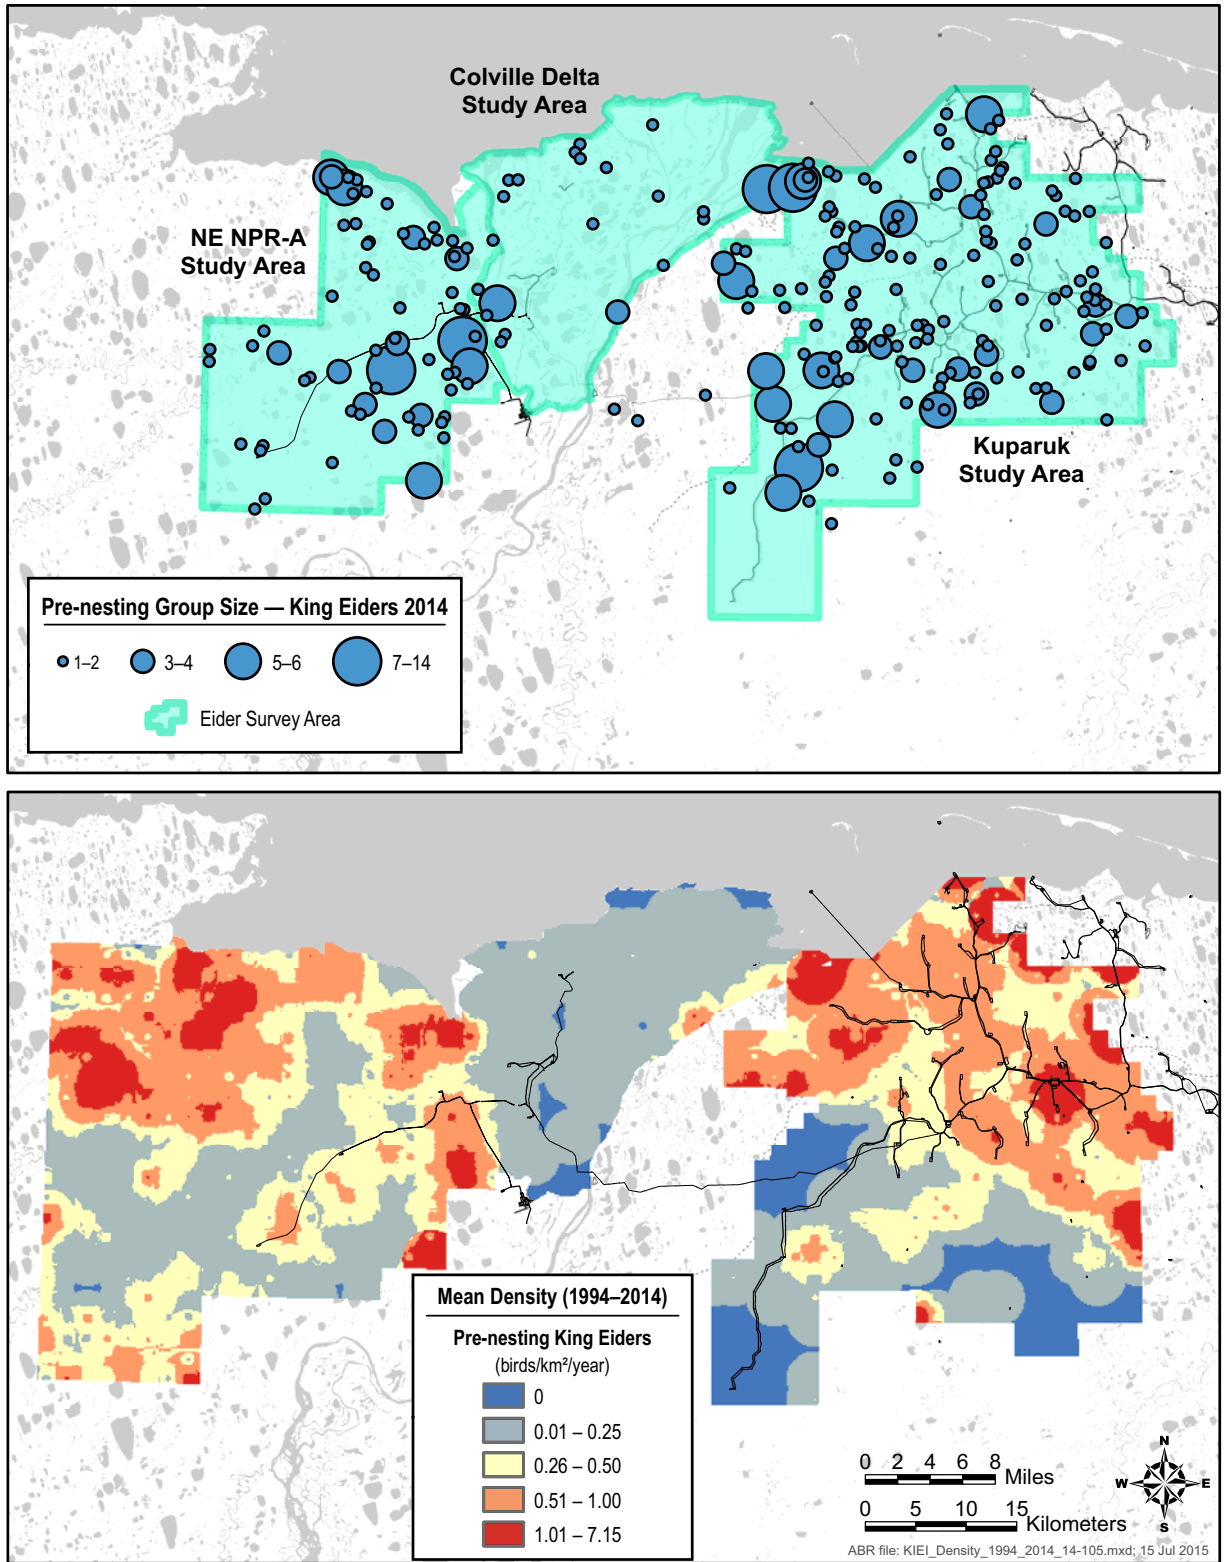 Colville Delta
Study Area
NE NPR-A
Study Area
Kuparuk
Study Area
Pre-nesting Group Size — King Eiders 2014
1–2
3–4
5–6
7–14
Eider Survey Area
Mean Density (1994–2014)
Pre-nesting King Eiders
(birds/km²/year)
0
0.01 – 0.25
0.26 – 0.50
0.51 – 1.00
1.01 – 7.15
0 2 4 6 8 Miles
0 5 10 15 Kilometers
N
W E
S
ABR file: KIEI_Density_1994_2014_14-105.mxd; 15 Jul 2015